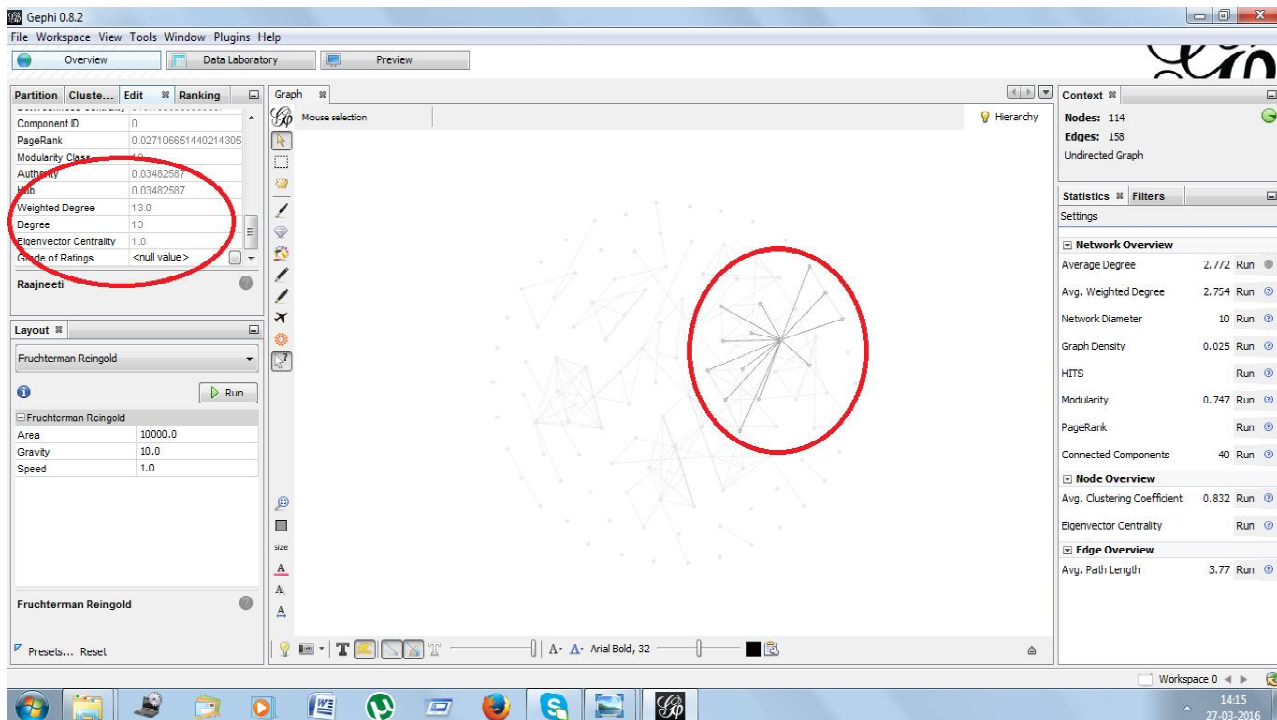 Gephi 0.8.2
File Workspace View Tools Window Plugins Help
Overview Data Laboratory Preview
Partition Cluste... Edit Ranking
Component ID 0
PageRank 0.027106651440214305
Modularity Class
Authority 0.03482587
Hub 0.03482587
Weighted Degree 13.0
Degree 13
Eigenvector Centrality 1.0
Grade of Ratings <null value>
Raajneeti
Layout
Fruchterman Reingold
Run
Fruchterman Reingold
Area 10000.0
Gravity 10.0
Speed 1.0
Fruchterman Reingold
Presets... Reset
Graph
Mouse selection
Hierarchy
size
A
A
A
T T A- A- Arial Bold, 32
Context
Nodes: 114
Edges: 158
Undirected Graph
Statistics Filters
Settings
Network Overview
Average Degree 2.772 Run
Avg. Weighted Degree 2.754 Run
Network Diameter 10 Run
Graph Density 0.025 Run
HITS Run
Modularity 0.747 Run
PageRank Run
Connected Components 40 Run
Node Overview
Avg. Clustering Coefficient 0.832 Run
Eigenvector Centrality Run
Edge Overview
Avg. Path Length 3.77 Run
Workspace 0
14:15
27-03-2016